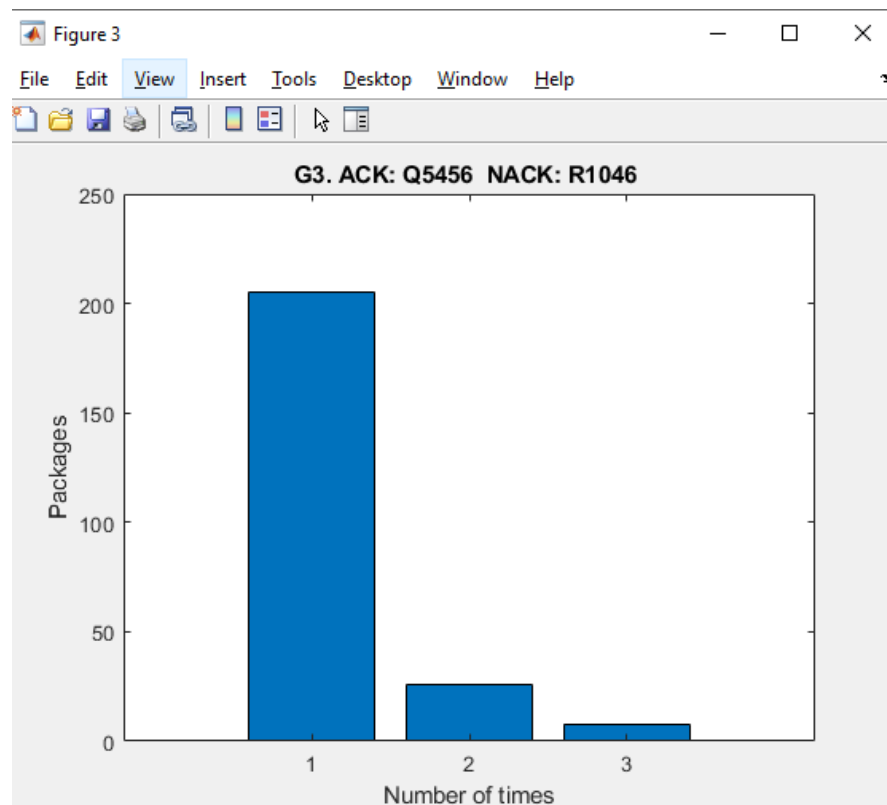 Figure 3
File Edit View Insert Tools Desktop Window Help
G3. ACK: Q5456 NACK: R1046
250
200
150
100
50
0
Packages
1 2 3
Number of times